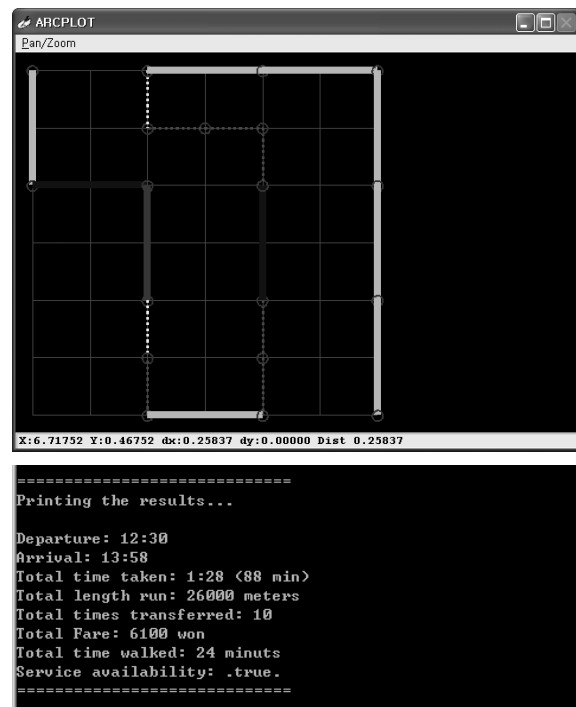 ARCPLOT
Pan/Zoom
X:6.71752 Y:0.46752 dx:0.25837 dy:0.00000 Dist 0.25837
=============================
Printing the results...
Departure: 12:30
Arrival: 13:58
Total time taken: 1:28 (88 min)
Total length run: 26000 meters
Total times transferred: 10
Total Fare: 6100 won
Total time walked: 24 minuts
Service availability: .true.
=============================